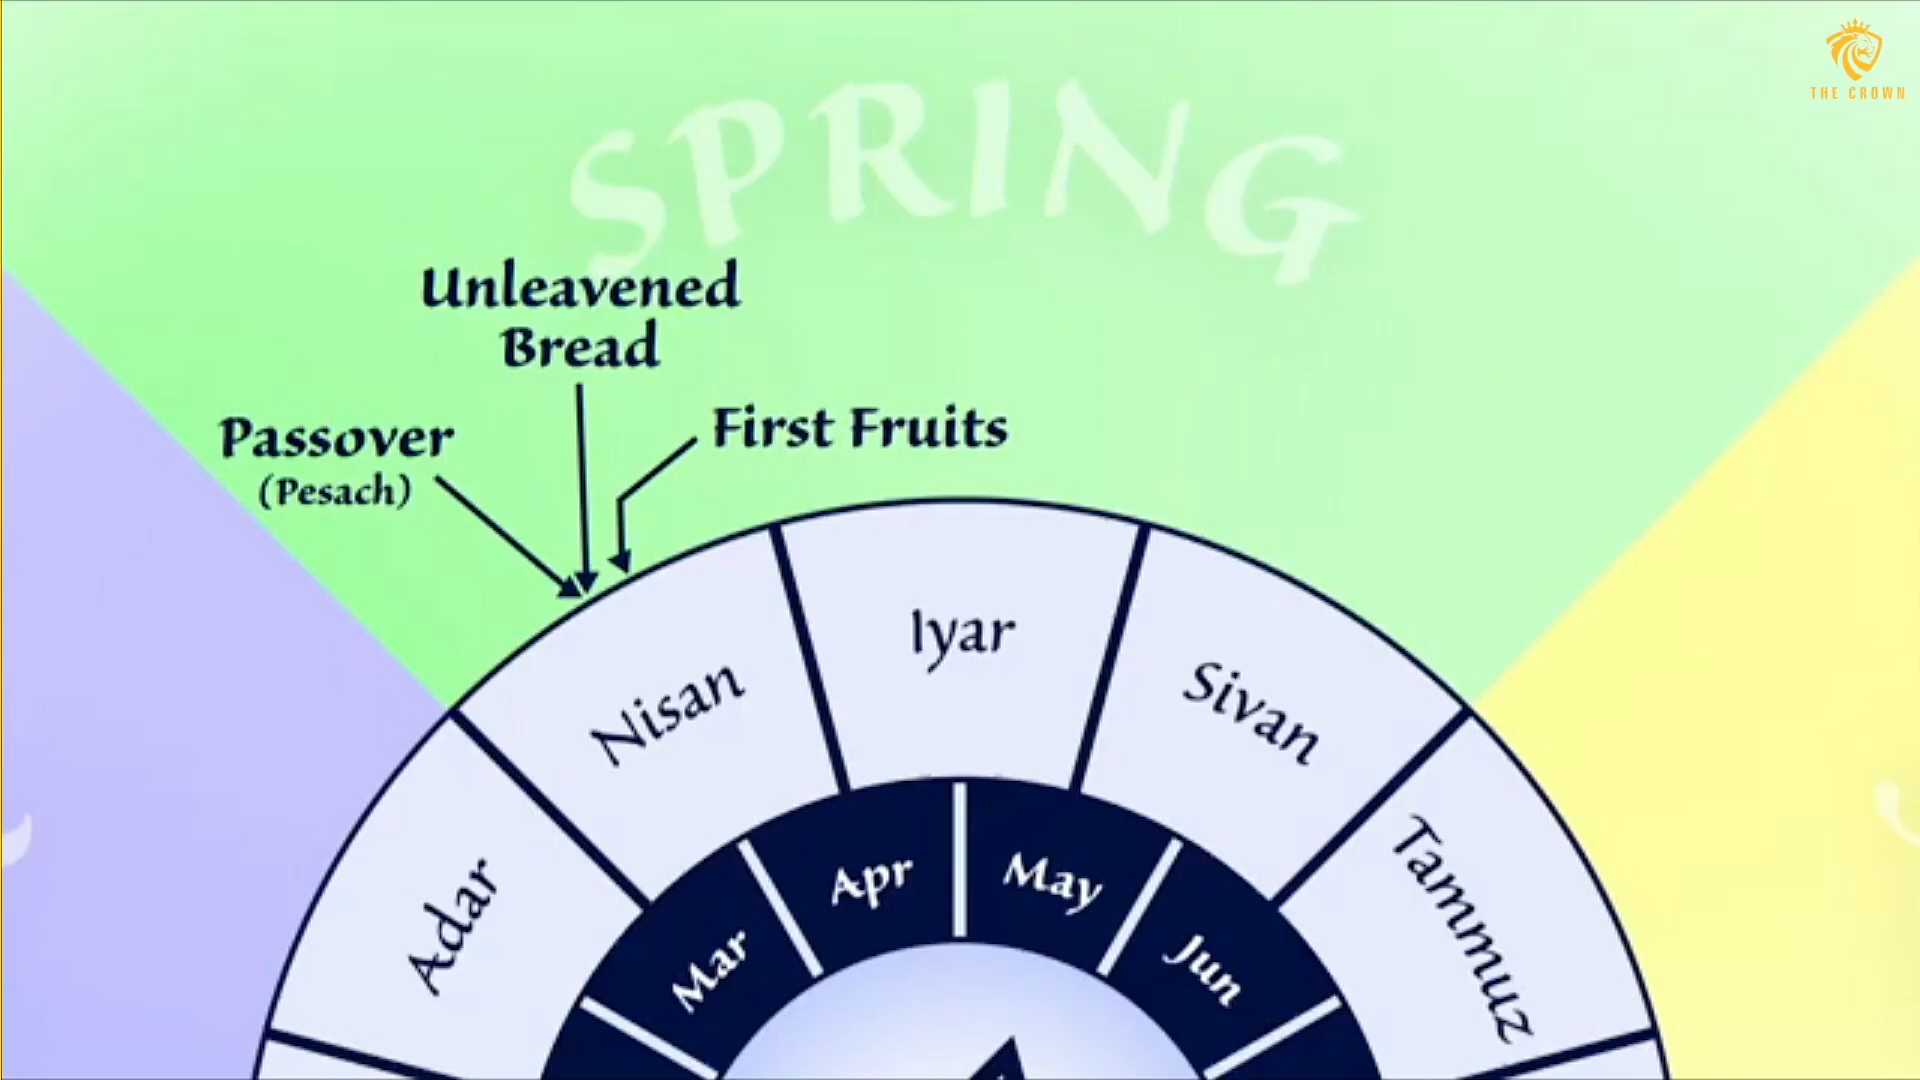 THE CROWN
SPRING
Unleavened
Bread
First Fruits
Passover
(Pesach)
Adar
Nisan
Iyar
Sivan
Tammuz
Mar
Apr
May
Jun